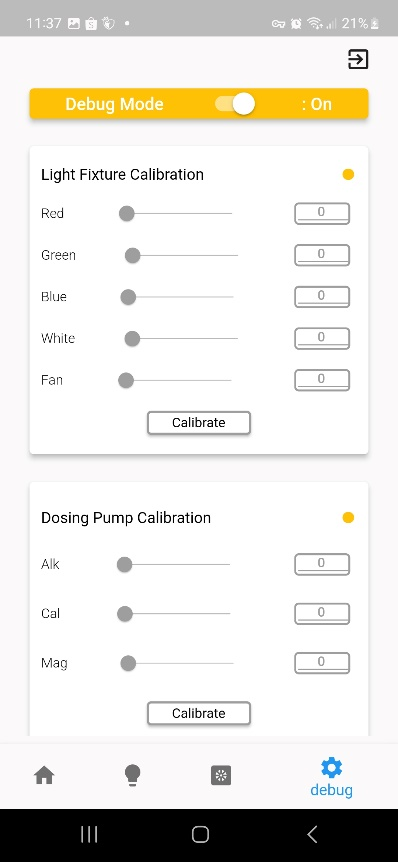 11:37 21%
Debug Mode : On
Light Fixture Calibration
Red 0
Green 0
Blue 0
White 0
Fan 0
Calibrate
Dosing Pump Calibration
Alk 0
Cal 0
Mag 0
Calibrate
debug